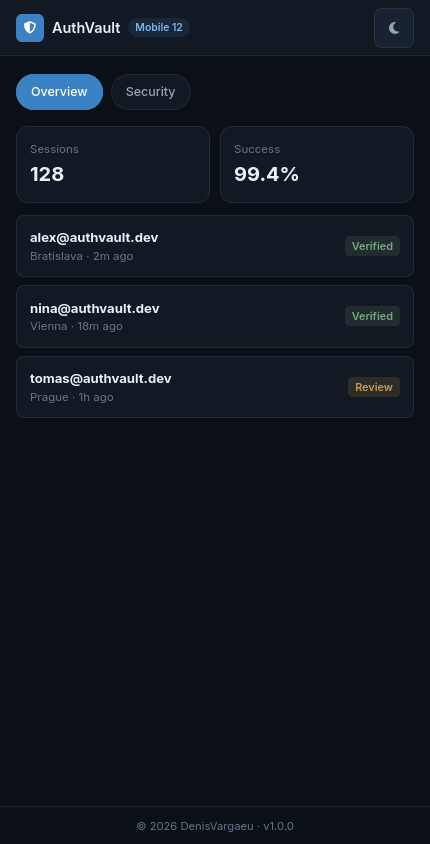 AuthVault Mobile 12
Overview Security
Sessions
128
Success
99.4%
alex@authvault.dev
Bratislava · 2m ago
Verified
nina@authvault.dev
Vienna · 18m ago
Verified
tomas@authvault.dev
Prague · 1h ago
Review
© 2026 DenisVargaeu · v1.0.0